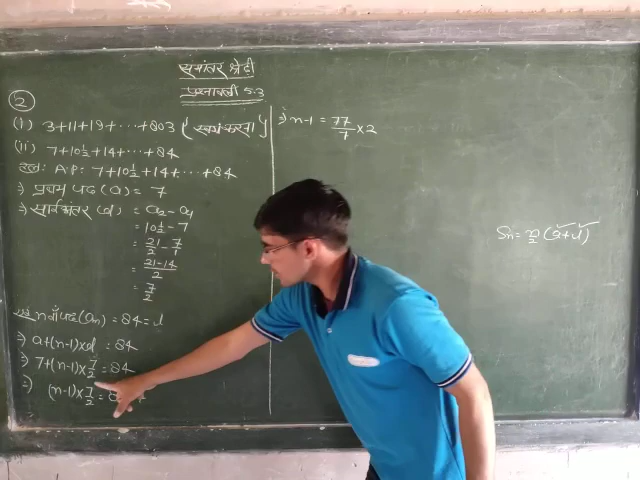 समांतर श्रेढ़ी
प्रश्नावली 5.3
2
(i) 3+11+19+...+803 (स्वयं करना)
(ii) 7+10½+14+...+84
हल: A.P: 7+10½+14+...+84
⇒ प्रथम पद (a) = 7
⇒ सार्वअंतर (d) = a₂-a₁
= 10½-7
= 21/2 - 7/1
= 21-14/2
= 7/2
एवं nवाँ पद (an) = 84 = l
⇒ a+(n-1)×d = 84
⇒ 7+(n-1)×7/2 = 84
⇒ (n-1)×7/2 =
⇒ n-1 = 77/7 × 2
Sn = n/2 (a+l)